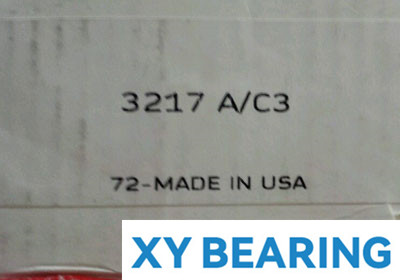 3217 A/C3
72-MADE IN USA
XY BEARING